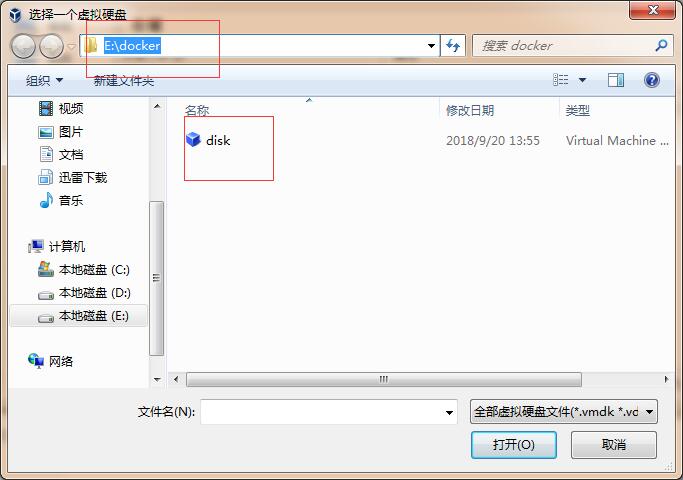 选择一个虚拟硬盘
E:\docker
搜索 docker
组织
新建文件夹
名称
修改日期
类型
视频
图片
文档
迅雷下载
音乐
计算机
本地磁盘 (C:)
本地磁盘 (D:)
本地磁盘 (E:)
网络
disk
2018/9/20 13:55
Virtual Machine ...
文件名(N):
全部虚拟硬盘文件(*.vmdk *.vd
打开(O)
取消